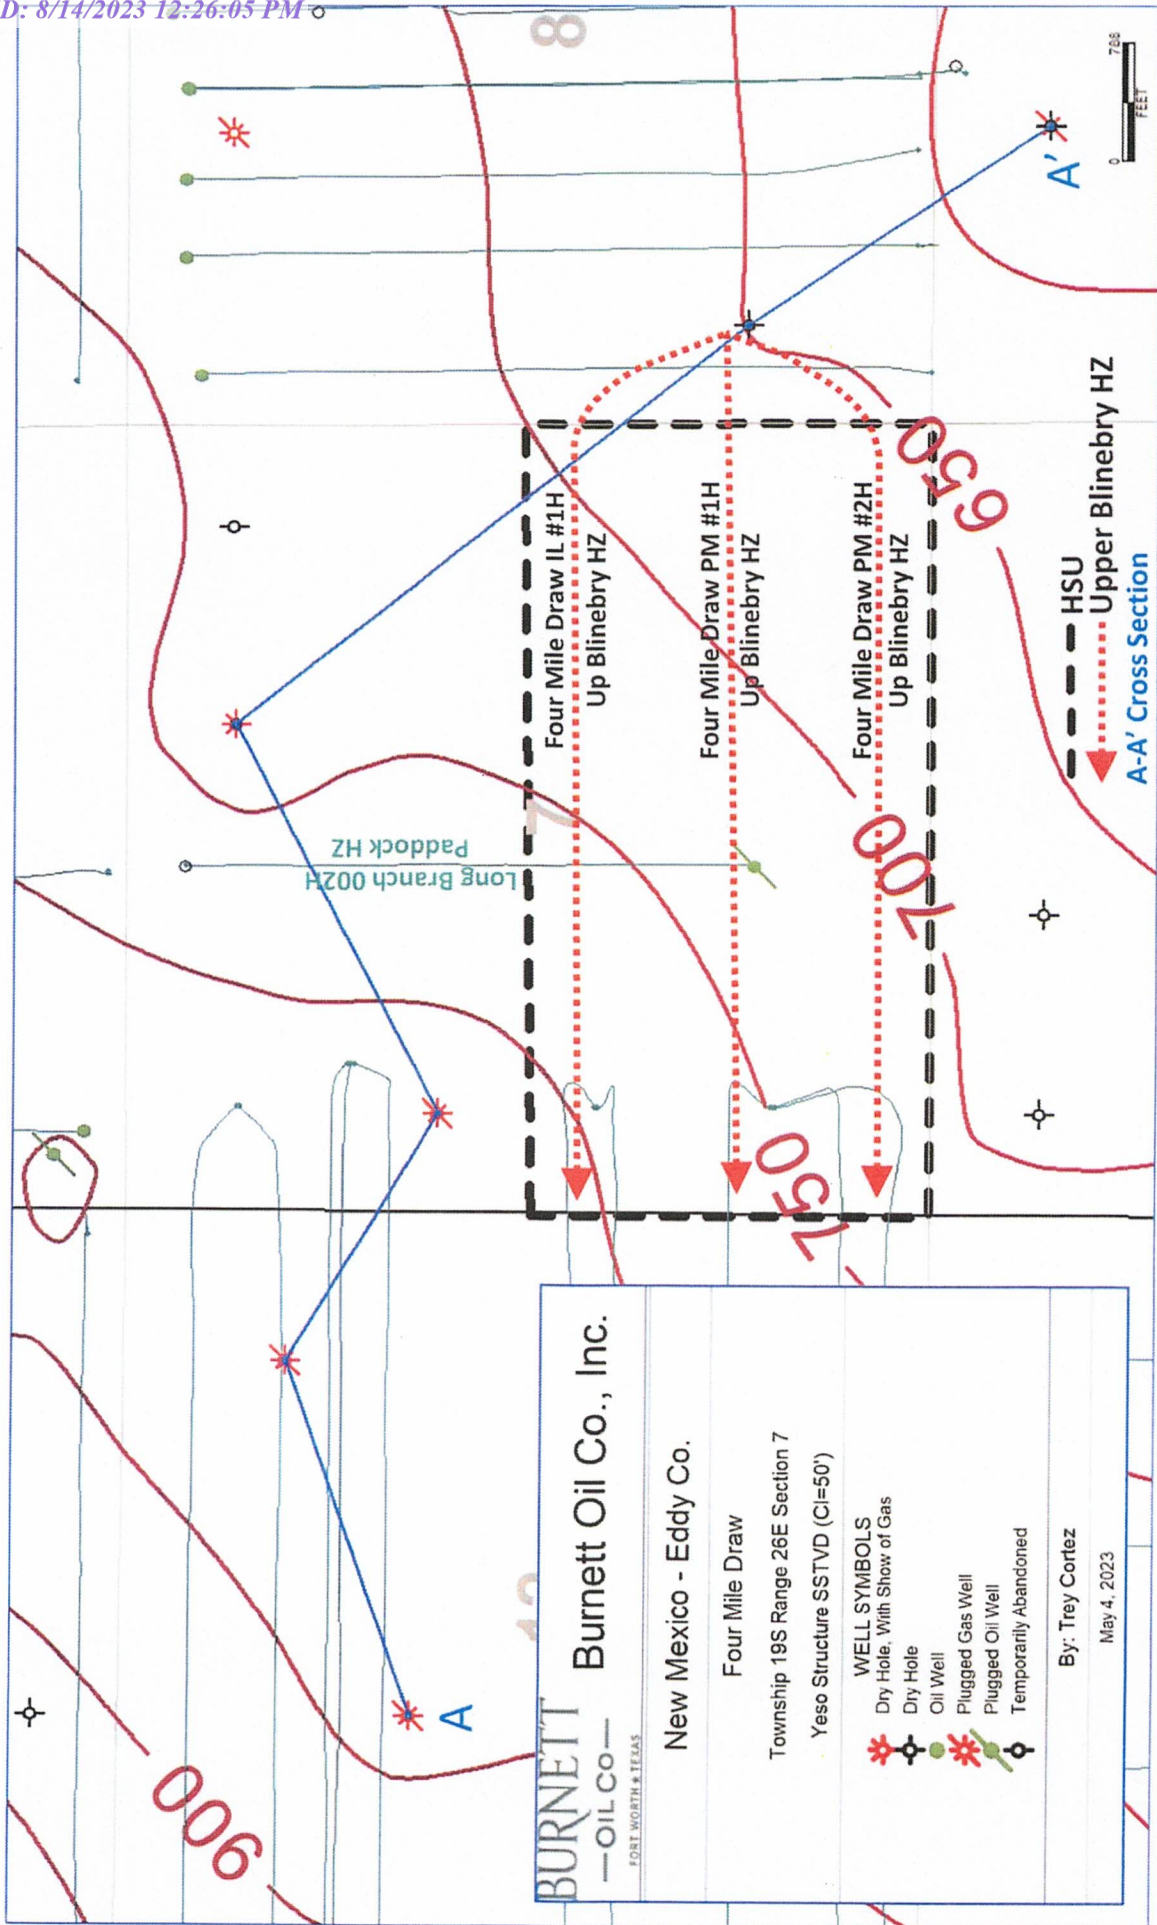 D: 8/14/2023 12:26:05 PM
8
7
A
A'
0 788
FEET
Four Mile Draw IL #1H
Up Blinebry HZ
Four Mile Draw PM #1H
Up Blinebry HZ
Four Mile Draw PM #2H
Up Blinebry HZ
Long Branch 002H
Paddock HZ
650
700
750
900
HSU
Upper Blinebry HZ
A-A' Cross Section
BURNETT
OIL CO
FORT WORTH ★ TEXAS
Burnett Oil Co., Inc.
New Mexico - Eddy Co.
Four Mile Draw
Township 19S Range 26E Section 7
Yeso Structure SSTVD (CI=50')
WELL SYMBOLS
Dry Hole, With Show of Gas
Dry Hole
Oil Well
Plugged Gas Well
Plugged Oil Well
Temporarily Abandoned
By: Trey Cortez
May 4, 2023